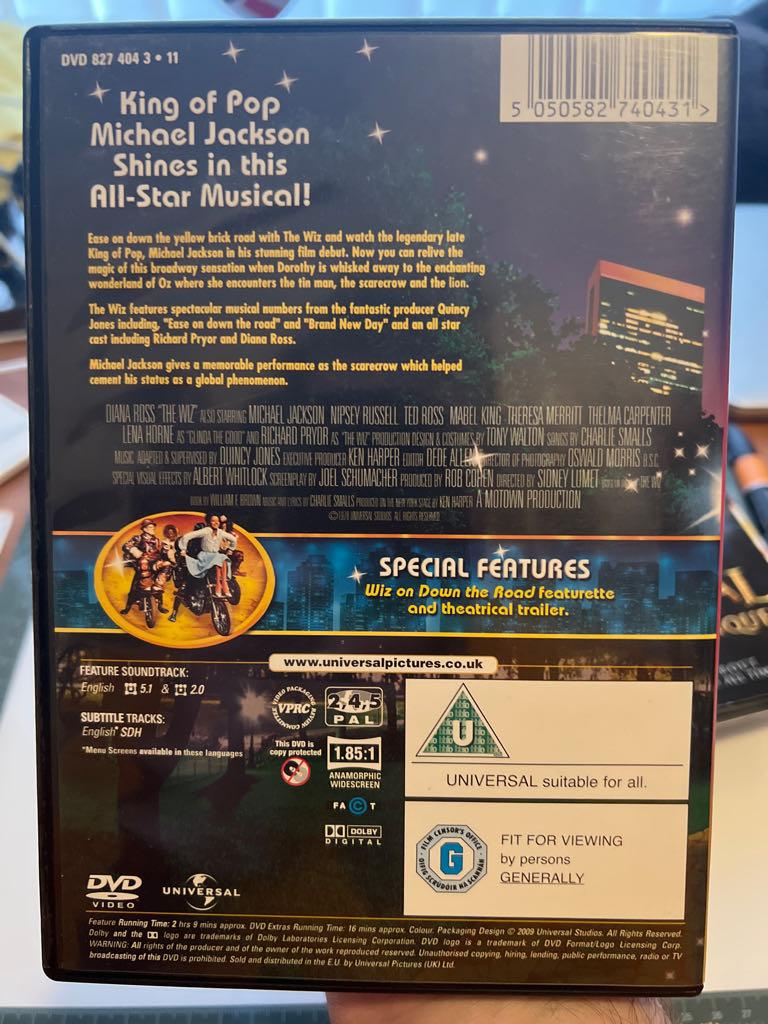 DVD 827 404 3 • 11
5 050582 740431 >
King of Pop
Michael Jackson
Shines in this
All-Star Musical!
Ease on down the yellow brick road with The Wiz and watch the legendary late
King of Pop, Michael Jackson in his stunning film debut. Now you can relive the
magic of this broadway sensation when Dorothy is whisked away to the enchanting
wonderland of Oz where she encounters the tin man, the scarecrow and the lion.
The Wiz features spectacular musical numbers from the fantastic producer Quincy
Jones including, "Ease on down the road" and "Brand New Day" and an all star
cast including Richard Pryor and Diana Ross.
Michael Jackson gives a memorable performance as the scarecrow which helped
cement his status as a global phenomenon.
DIANA ROSS "THE WIZ" ALSO STARRING MICHAEL JACKSON NIPSEY RUSSELL TED ROSS MABEL KING THERESA MERRITT THELMA CARPENTER
LENA HORNE AS "GLINDA THE GOOD" AND RICHARD PRYOR AS "THE WIZ" PRODUCTION DESIGN & COSTUMES BY TONY WALTON SONGS BY CHARLIE SMALLS
MUSIC ADAPTED & SUPERVISED BY QUINCY JONES EXECUTIVE PRODUCER KEN HARPER EDITOR DEDE ALLEN DIRECTOR OF PHOTOGRAPHY OSWALD MORRIS B.S.C.
SPECIAL VISUAL EFFECTS BY ALBERT WHITLOCK SCREENPLAY BY JOEL SCHUMACHER PRODUCED BY ROB COHEN DIRECTED BY SIDNEY LUMET THE WIZ
BOOK BY WILLIAM F. BROWN MUSIC AND LYRICS BY CHARLIE SMALLS PRODUCED ON THE NEW YORK STAGE BY KEN HARPER A MOTOWN PRODUCTION
© 1978 UNIVERSAL STUDIOS. ALL RIGHTS RESERVED.
SPECIAL FEATURES
Wiz on Down the Road featurette
and theatrical trailer.
www.universalpictures.co.uk
FEATURE SOUNDTRACK:
English 5.1 & 2.0
SUBTITLE TRACKS:
English* SDH
*Menu Screens available in these languages
VIDEO PACKAGING REVIEW COMMITTEE
VPRC
2,4,5
PAL
This DVD is
copy protected
1.85:1
ANAMORPHIC
WIDESCREEN
FACT
DOLBY
DIGITAL
U
UNIVERSAL suitable for all.
FILM CENSOR'S OFFICE
OIFIG SCRÚDÓIR NA SCANNÁN
G
FIT FOR VIEWING
by persons
GENERALLY
DVD
VIDEO
UNIVERSAL
Feature Running Time: 2 hrs 9 mins approx. DVD Extras Running Time: 16 mins approx. Colour. Packaging Design © 2009 Universal Studios. All Rights Reserved.
Dolby and the logo are trademarks of Dolby Laboratories Licensing Corporation. DVD logo is a trademark of DVD Format/Logo Licensing Corp.
WARNING: All rights of the producer and of the owner of the work reproduced reserved. Unauthorised copying, hiring, lending, public performance, radio or TV
broadcasting of this DVD is prohibited. Sold and distributed in the E.U. by Universal Pictures (UK) Ltd.